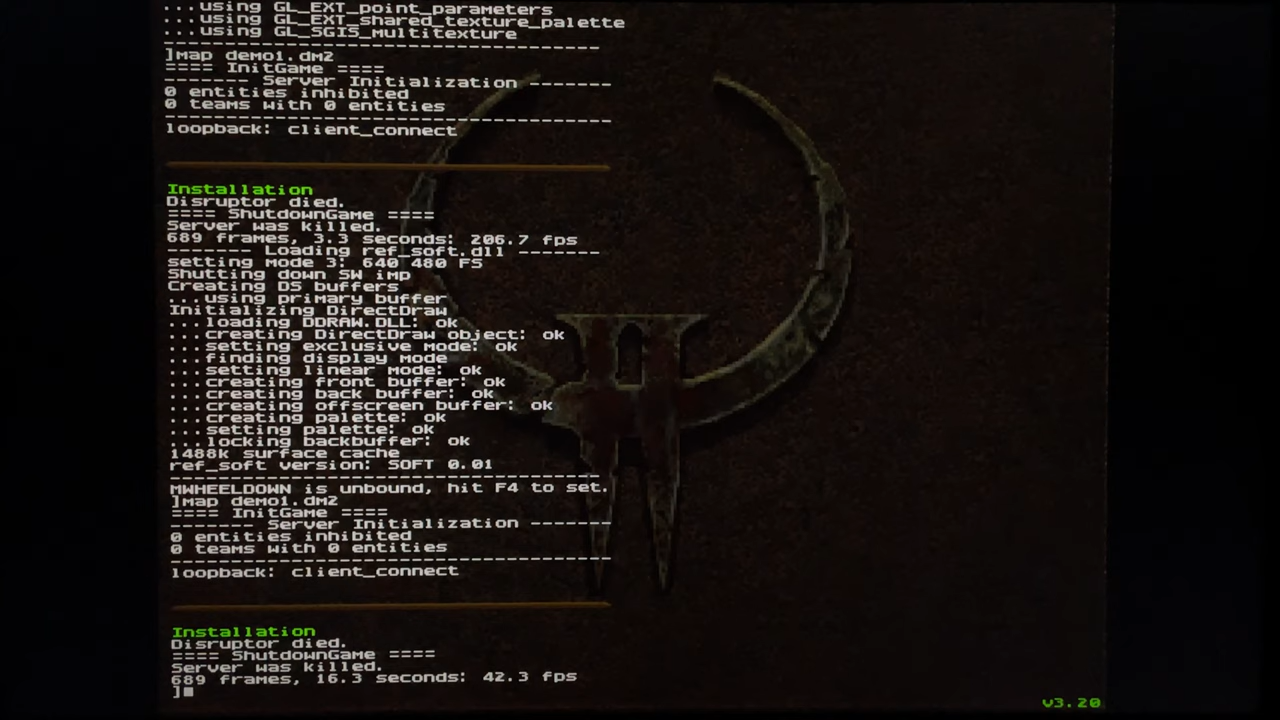 ...using GL_EXT_point_parameters
...using GL_EXT_shared_texture_palette
...using GL_SGIS_multitexture
------------------------------------
]map demo1.dm2
==== InitGame ====
------- Server Initialization -------
0 entities inhibited
0 teams with 0 entities
-------------------------------------
loopback: client_connect
Installation
Disruptor died.
==== ShutdownGame ====
Server was killed.
689 frames, 3.3 seconds: 206.7 fps
------- Loading ref_soft.dll -------
setting mode 3: 640 480 FS
Shutting down SW imp
Creating DS buffers
...using primary buffer
Initializing DirectDraw
...loading DDRAW.DLL: ok
...creating DirectDraw object: ok
...setting exclusive mode: ok
...finding display mode
...setting linear mode: ok
...creating front buffer: ok
...creating back buffer: ok
...creating offscreen buffer: ok
...creating palette: ok
...setting palette: ok
...locking backbuffer: ok
1488k surface cache
ref_soft version: SOFT 0.01
------------------------------------
MWHEELDOWN is unbound, hit F4 to set.
]map demo1.dm2
==== InitGame ====
------- Server Initialization -------
0 entities inhibited
0 teams with 0 entities
-------------------------------------
loopback: client_connect
Installation
Disruptor died.
==== ShutdownGame ====
Server was killed.
689 frames, 16.3 seconds: 42.3 fps
]
v3.20